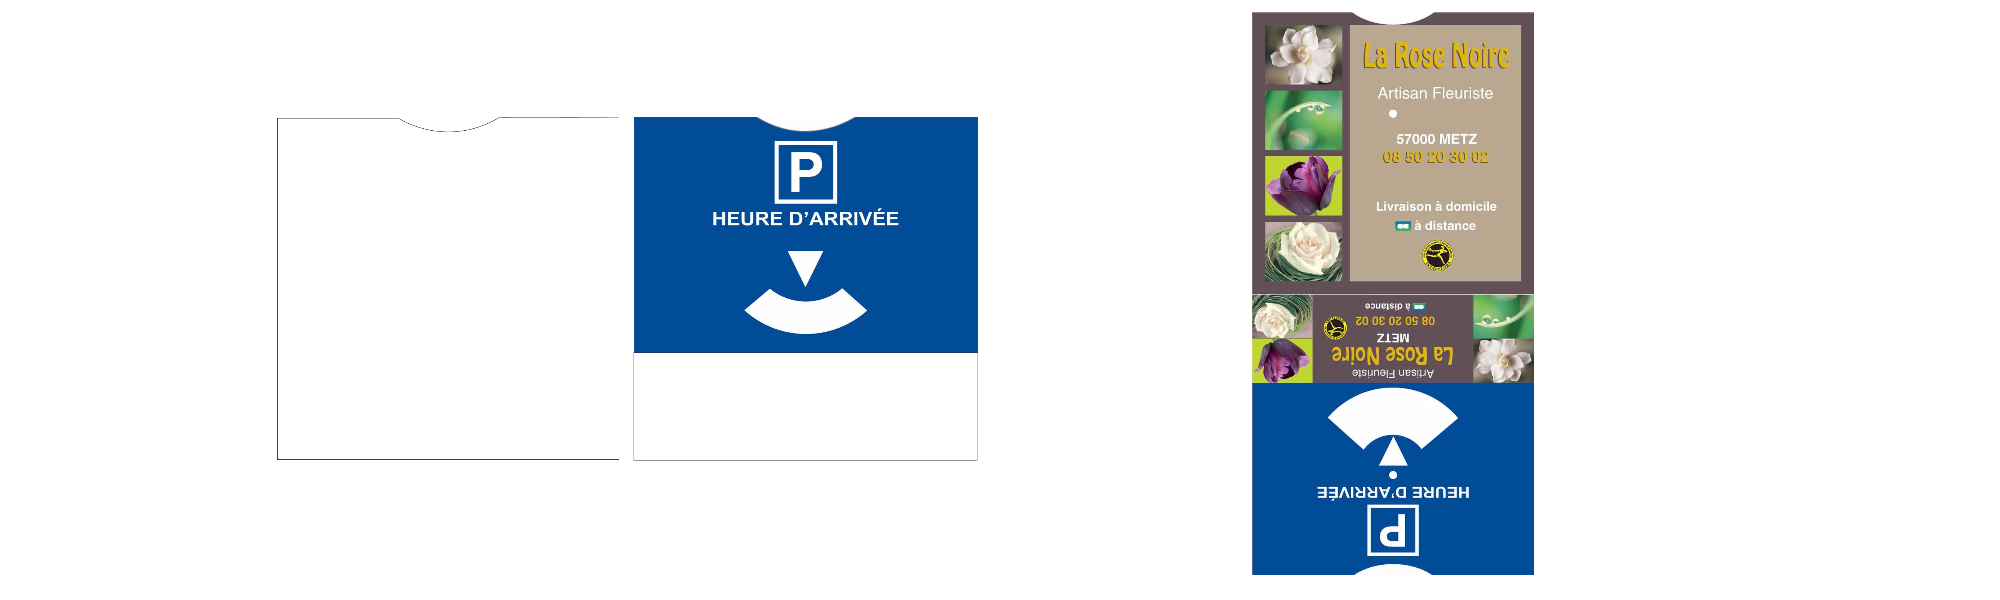 P
HEURE D'ARRIVÉE
La Rose Noire
Artisan Fleuriste
57000 METZ
08 50 20 30 02
Livraison à domicile
à distance
à distance
08 50 20 30 02
METZ
La Rose Noire
Artisan Fleuriste
HEURE D'ARRIVÉE
P